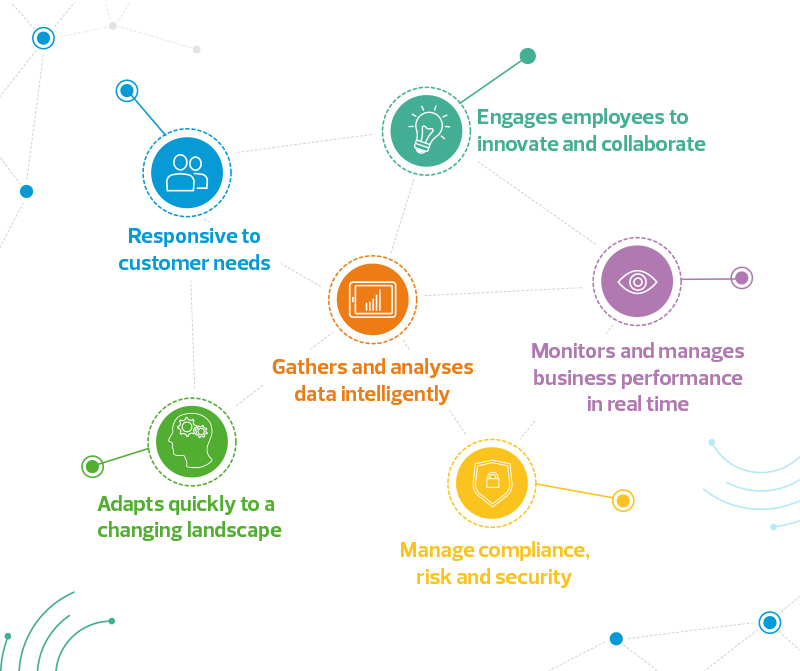 Engages employees to
innovate and collaborate
Responsive to
customer needs
Gathers and analyses
data intelligently
Monitors and manages
business performance
in real time
Adapts quickly to a
changing landscape
Manage compliance,
risk and security